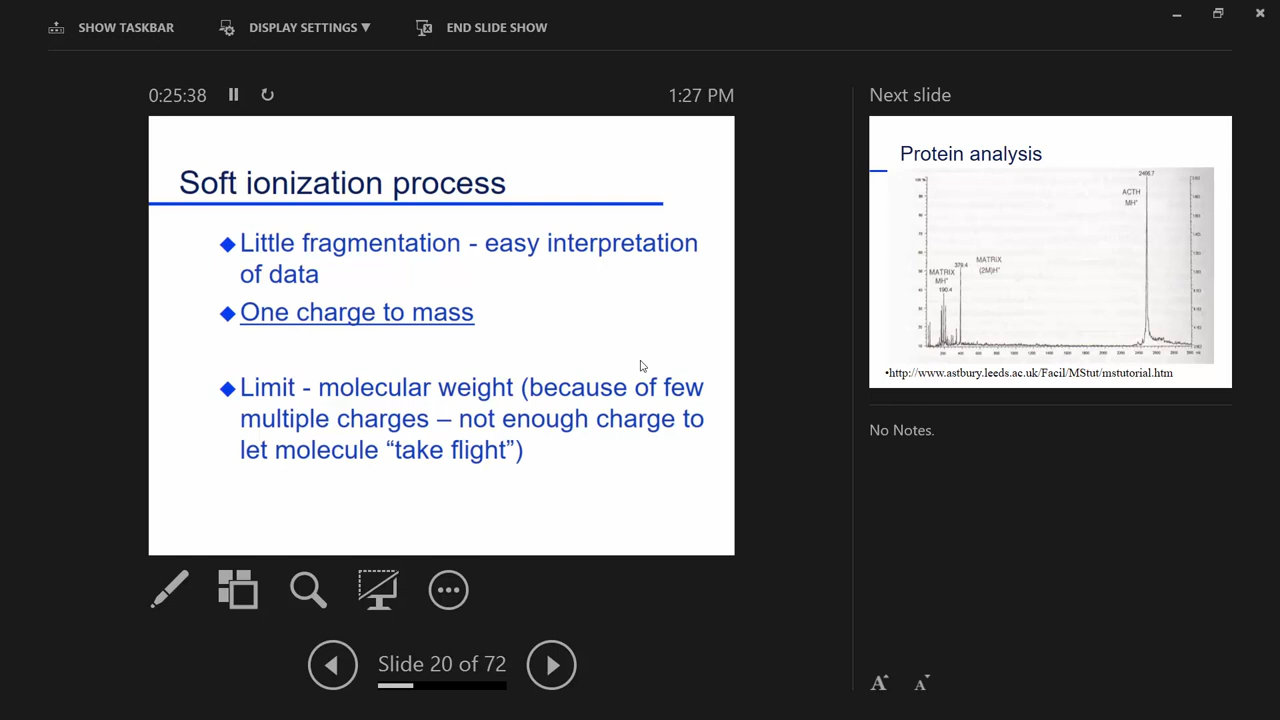 SHOW TASKBAR
DISPLAY SETTINGS ▼
END SLIDE SHOW
0:25:38
1:27 PM
Soft ionization process
◆Little fragmentation - easy interpretation
of data
◆One charge to mass
◆Limit - molecular weight (because of few
multiple charges – not enough charge to
let molecule “take flight”)
Slide 20 of 72
Next slide
Protein analysis
ACTH
MH⁺
MATRIX
(2M)H⁺
MATRIX
MH⁺
190.4
•http://www.astbury.leeds.ac.uk/Facil/MStut/mstutorial.htm
No Notes.
A A